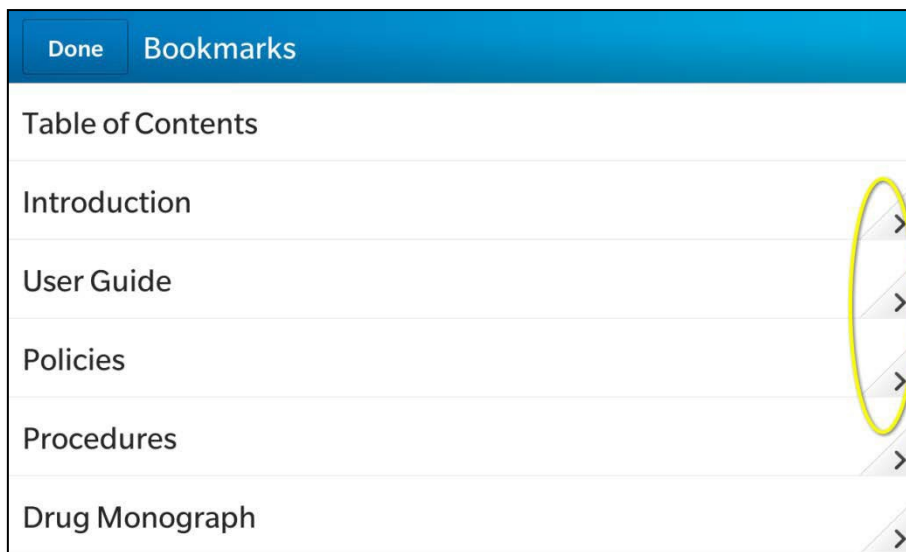 Done Bookmarks
Table of Contents
Introduction
User Guide
Policies
Procedures
Drug Monograph